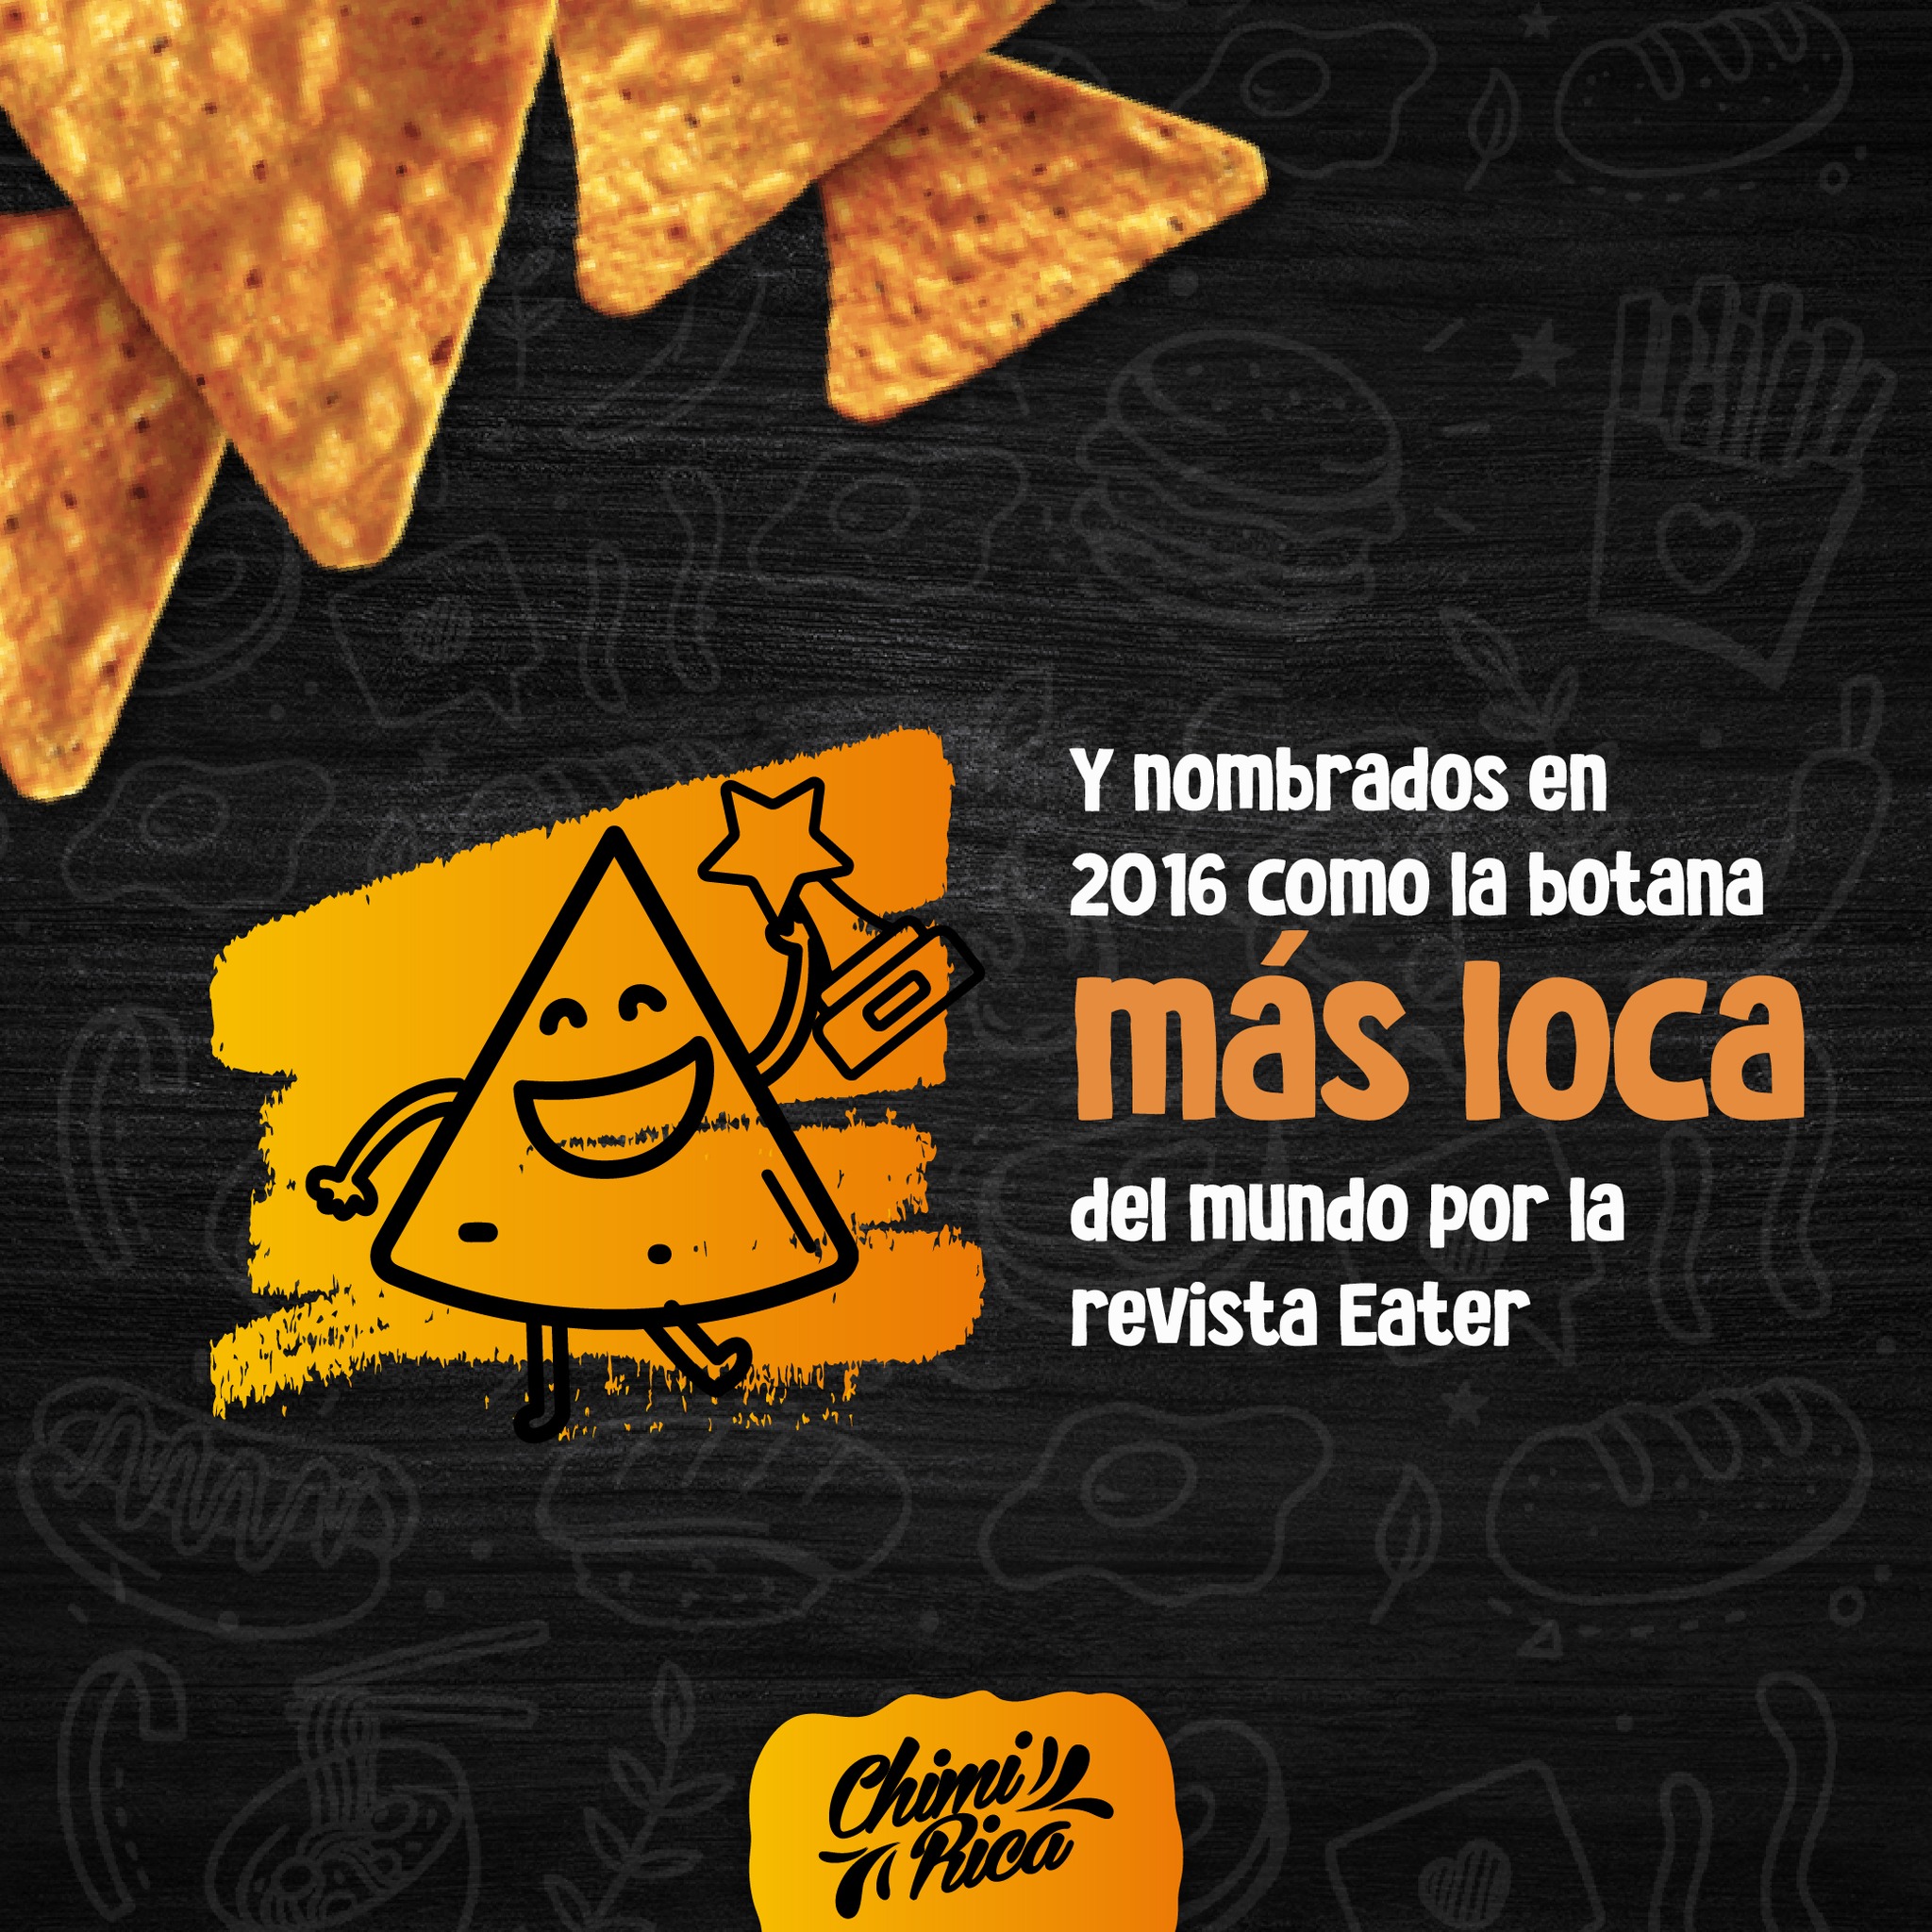 Y nombrados en
2016 como la botana
más loca
del mundo por la
revista Eater
Chimi
Rica